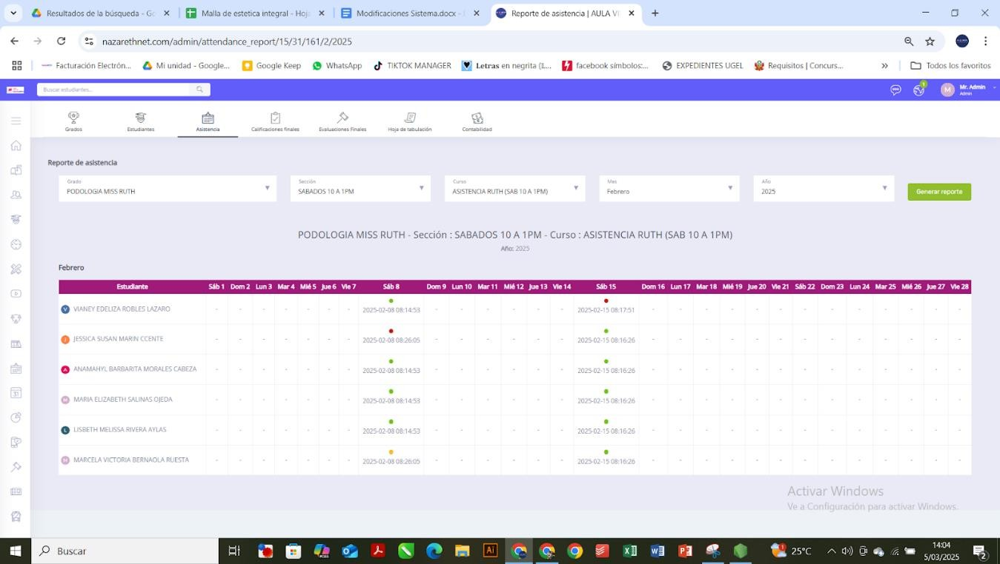 Resultados de la búsqueda - Go
Malla de estetica integral - Hoja
Modificaciones Sistema.docx -
Reporte de asistencia | AULA VI
nazarethnet.com/admin/attendance_report/15/31/161/2/2025
Facturación Electrón...
Mi unidad - Google...
Google Keep
WhatsApp
TIKTOK MANAGER
Letras en negrita (L...
facebook símbolos:...
EXPEDIENTES UGEL
Requisitos | Concurs...
Todos los favoritos
Buscar estudiantes...
1
M
Mr. Admin
Admin
Grados
Estudiantes
Asistencia
Calificaciones finales
Evaluaciones Finales
Hoja de tabulación
Contabilidad
Reporte de asistencia
Grado
PODOLOGIA MISS RUTH
Sección
SABADOS 10 A 1PM
Curso
ASISTENCIA RUTH (SAB 10 A 1PM)
Mes
Febrero
Año
2025
Generar reporte
PODOLOGIA MISS RUTH - Sección : SABADOS 10 A 1PM - Curso : ASISTENCIA RUTH (SAB 10 A 1PM)
Año: 2025
Febrero
Estudiante Sáb 1 Dom 2 Lun 3 Mar 4 Mié 5 Jue 6 Vie 7 Sáb 8 Dom 9 Lun 10 Mar 11 Mié 12 Jue 13 Vie 14 Sáb 15 Dom 16 Lun 17 Mar 18 Mié 19 Jue 20 Vie 21 Sáb 22 Dom 23 Lun 24 Mar 25 Mié 26 Jue 27 Vie 28
V VIANEY EDELIZA ROBLES LAZARO - - - - - - - 2025-02-08 08:14:53 - - - - - - 2025-02-15 08:17:51 - - - - - - - - - - - - -
J JESSICA SUSAN MARIN CCENTE - - - - - - - 2025-02-08 08:26:05 - - - - - - 2025-02-15 08:16:26 - - - - - - - - - - - - -
A ANAMAHYL BARBARITA MORALES CABEZA - - - - - - - 2025-02-08 08:14:53 - - - - - - 2025-02-15 08:16:26 - - - - - - - - - - - - -
M MARIA ELIZABETH SALINAS OJEDA - - - - - - - 2025-02-08 08:14:53 - - - - - - 2025-02-15 08:16:26 - - - - - - - - - - - - -
L LISBETH MELISSA RIVERA AYLAS - - - - - - - 2025-02-08 08:14:53 - - - - - - 2025-02-15 08:16:26 - - - - - - - - - - - - -
M MARCELA VICTORIA BERNAOLA RUESTA - - - - - - - 2025-02-08 08:26:05 - - - - - - 2025-02-15 08:16:26 - - - - - - - - - - - - -
Activar Windows
Ve a Configuración para activar Windows.
Buscar
25°C
14:04
5/03/2025
2